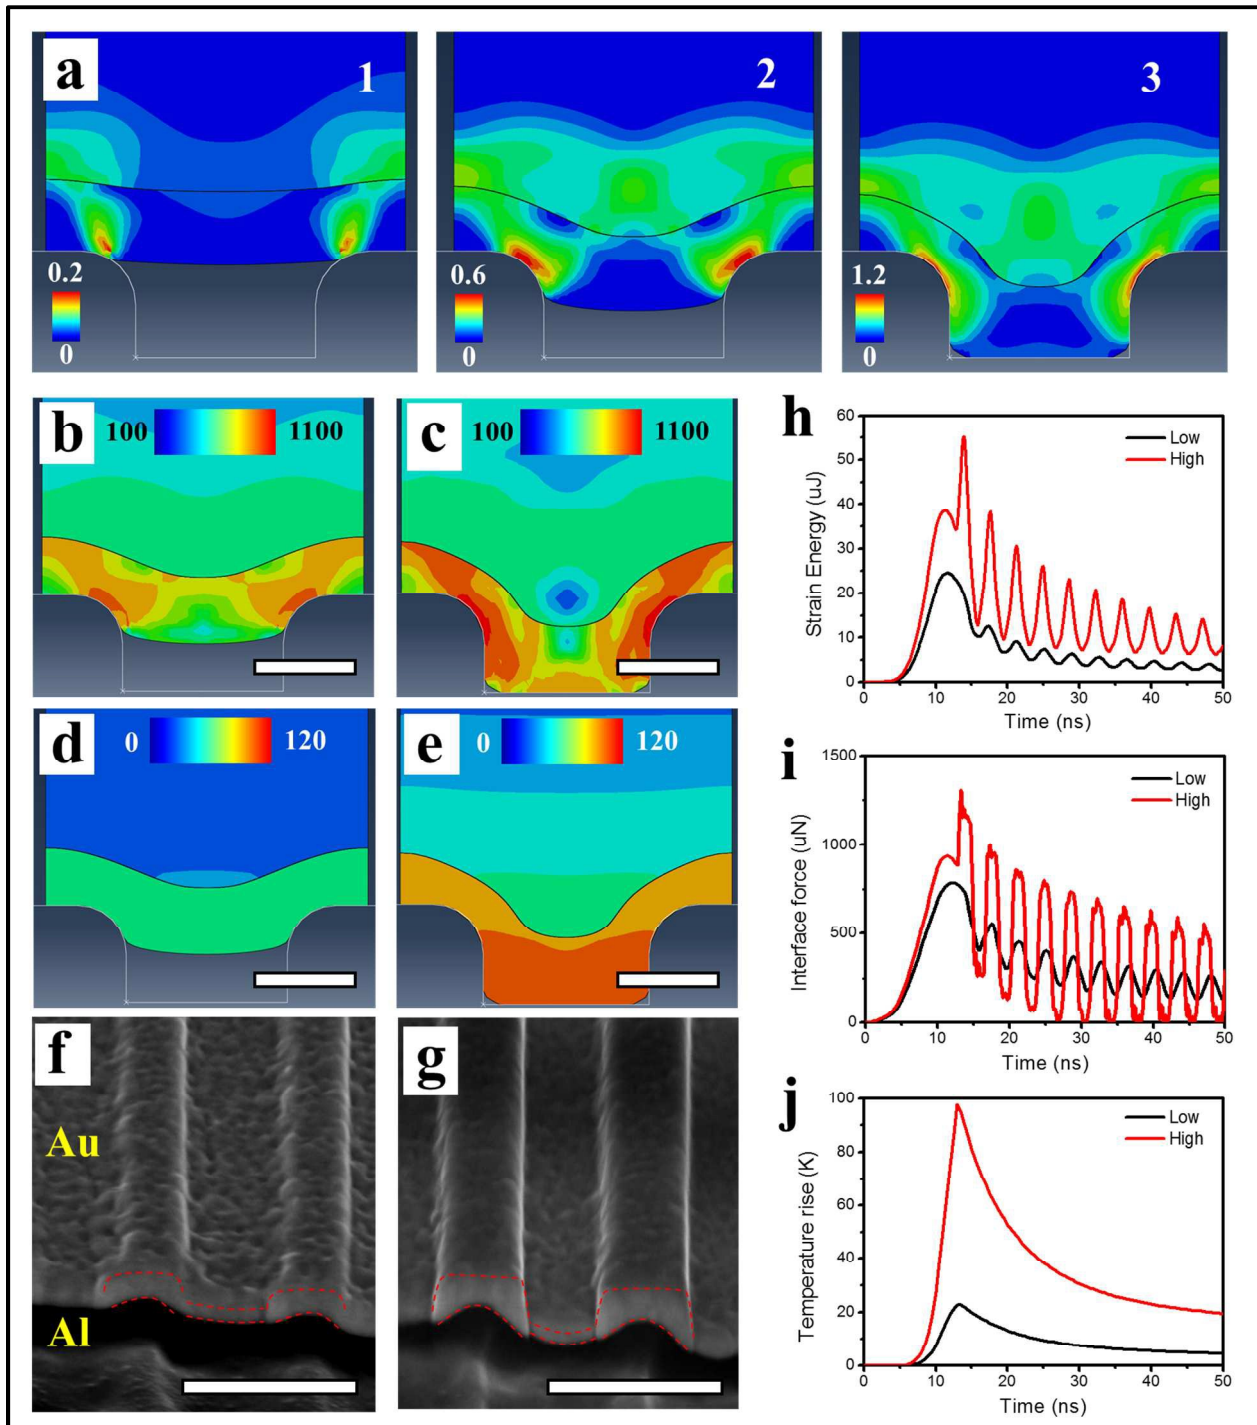 a
1
2
3
0.2
0
0.6
0
1.2
0
b
100
1100
c
100
1100
h
60
50
40
30
20
10
0
Strain Energy (uJ)
Low
High
0 10 20 30 40 50
Time (ns)
d
0
120
e
0
120
i
1500
1000
500
0
Interface force (uN)
Low
High
0 10 20 30 40 50
Time (ns)
f
Au
Al
g
j
100
80
60
40
20
0
Temperature rise (K)
Low
High
0 10 20 30 40 50
Time (ns)